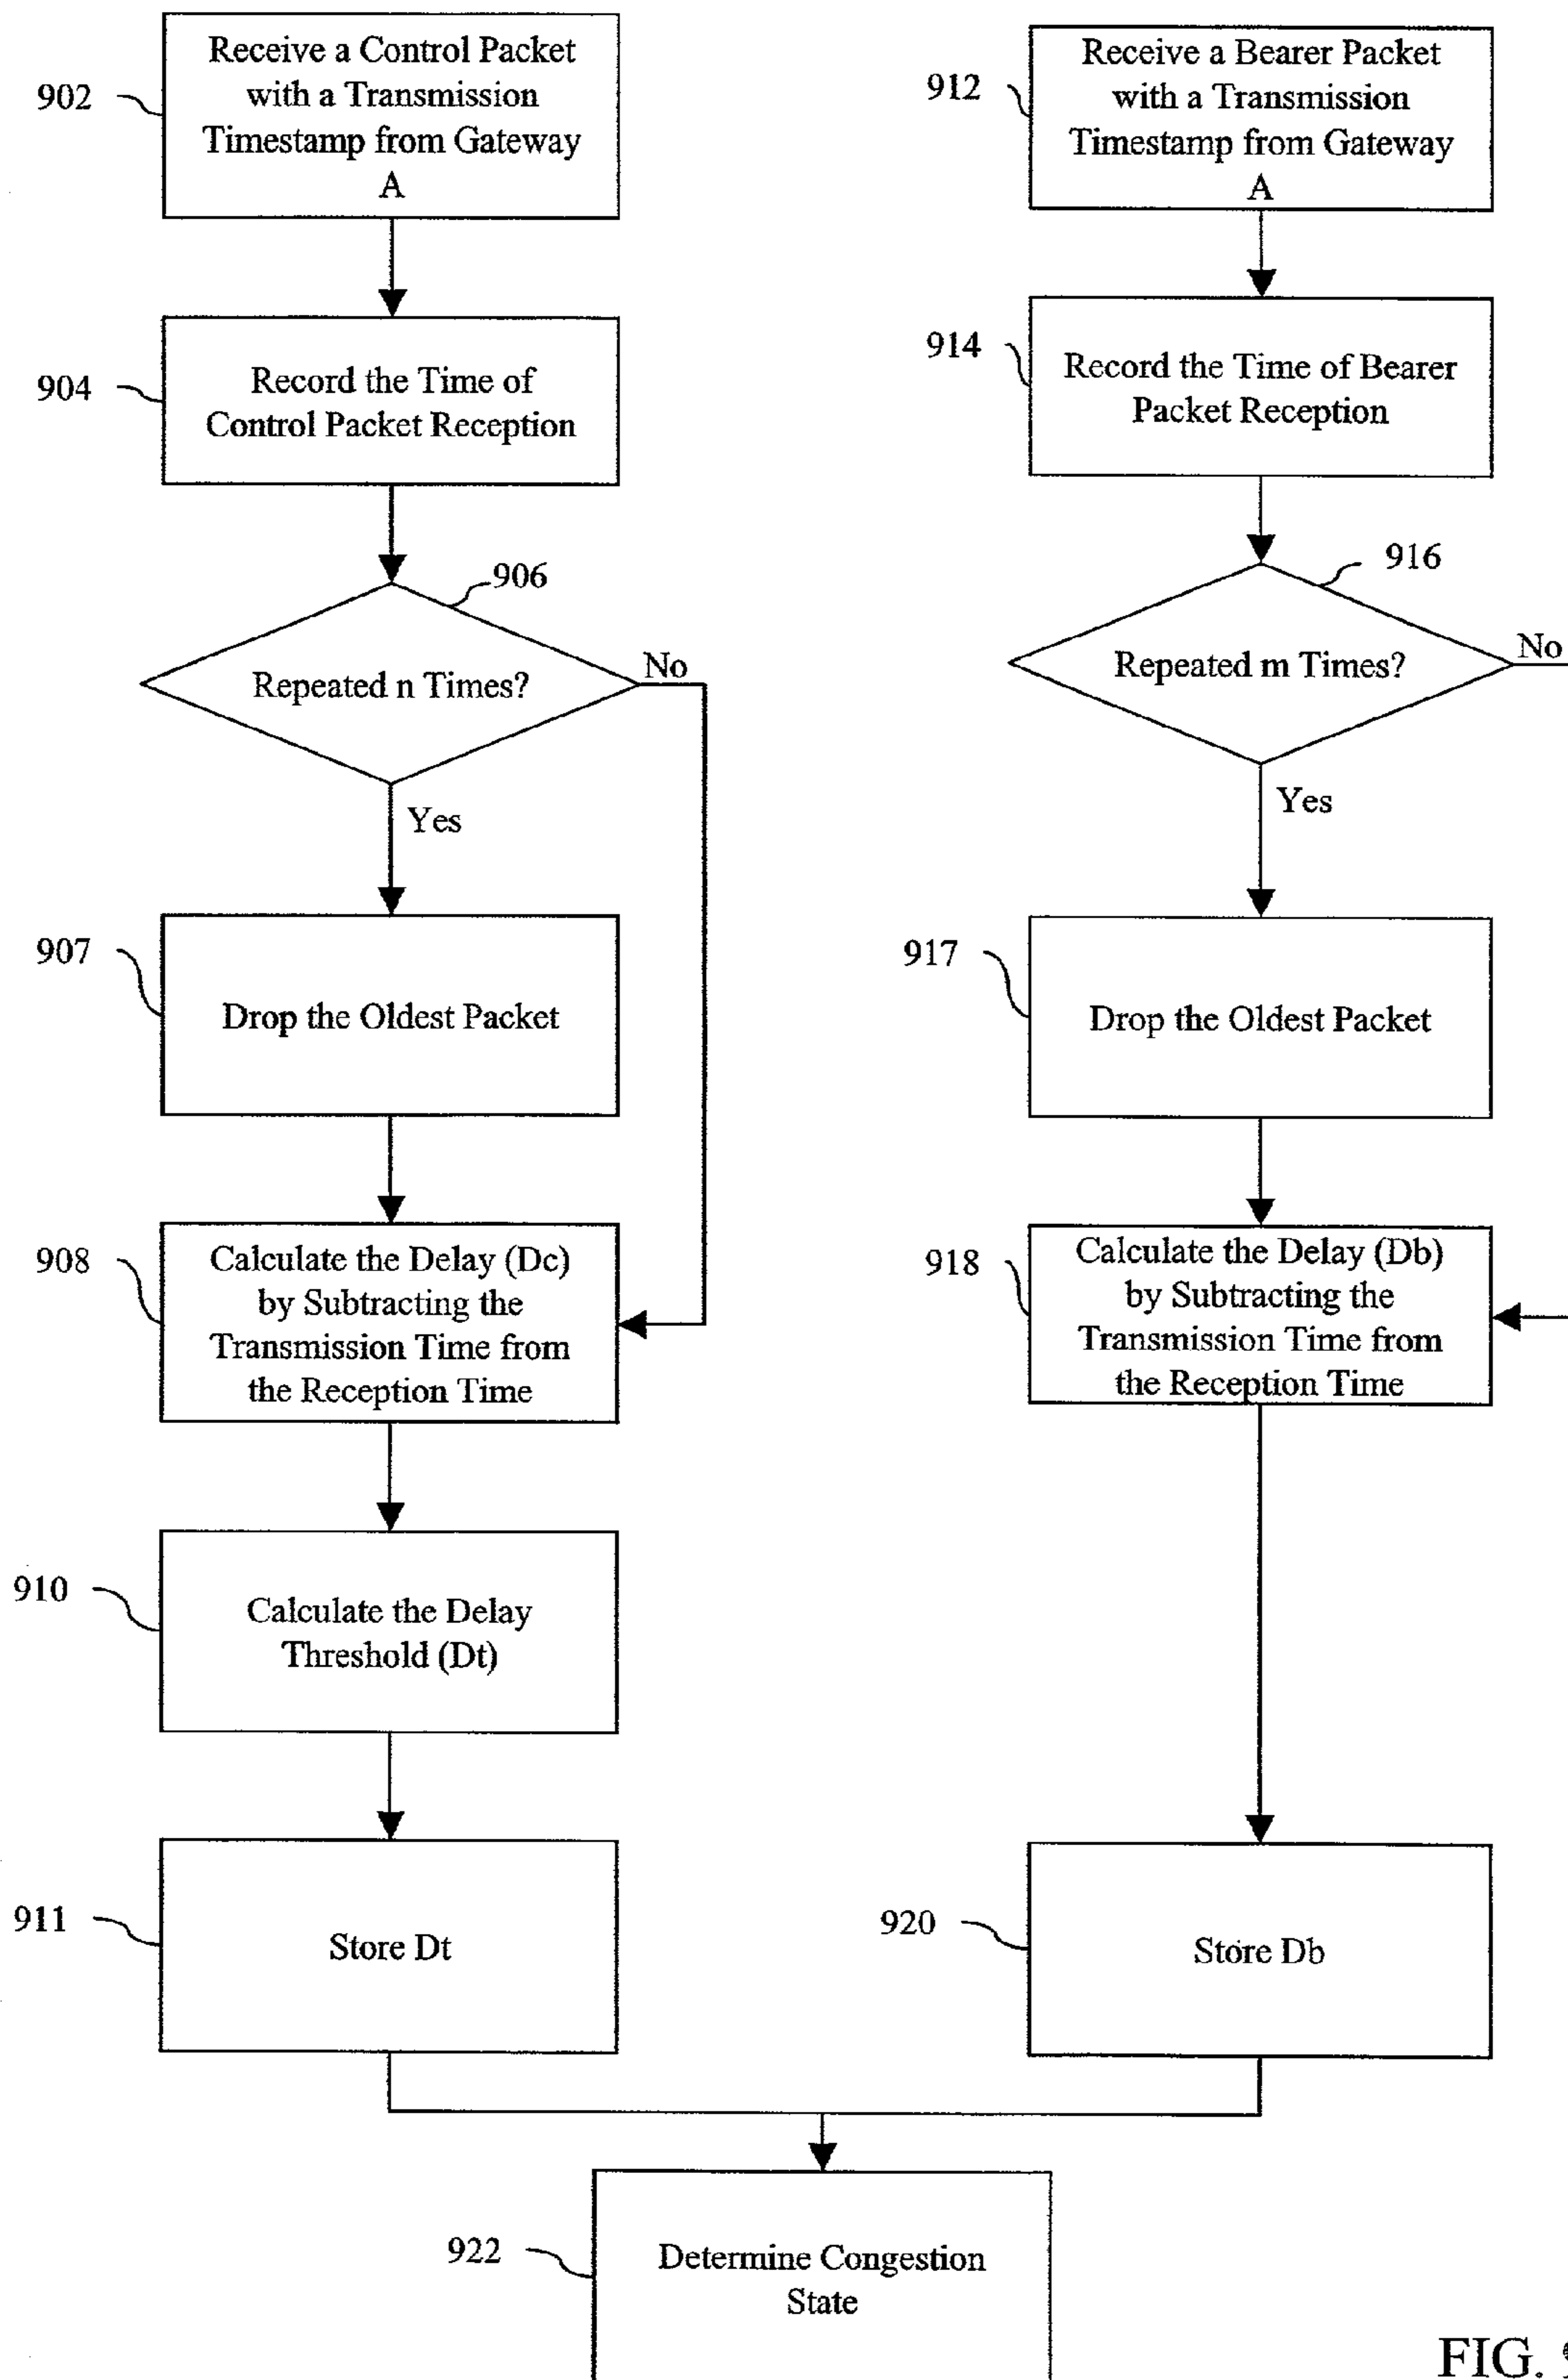 902
Receive a Control Packet
with a Transmission
Timestamp from Gateway
A
904
Record the Time of
Control Packet Reception
906
Repeated n Times?
No
Yes
907
Drop the Oldest Packet
908
Calculate the Delay (Dc)
by Subtracting the
Transmission Time from
the Reception Time
910
Calculate the Delay
Threshold (Dt)
911
Store Dt
912
Receive a Bearer Packet
with a Transmission
Timestamp from Gateway
A
914
Record the Time of Bearer
Packet Reception
916
Repeated m Times?
No
Yes
917
Drop the Oldest Packet
918
Calculate the Delay (Db)
by Subtracting the
Transmission Time from
the Reception Time
920
Store Db
922
Determine Congestion
State
FIG.